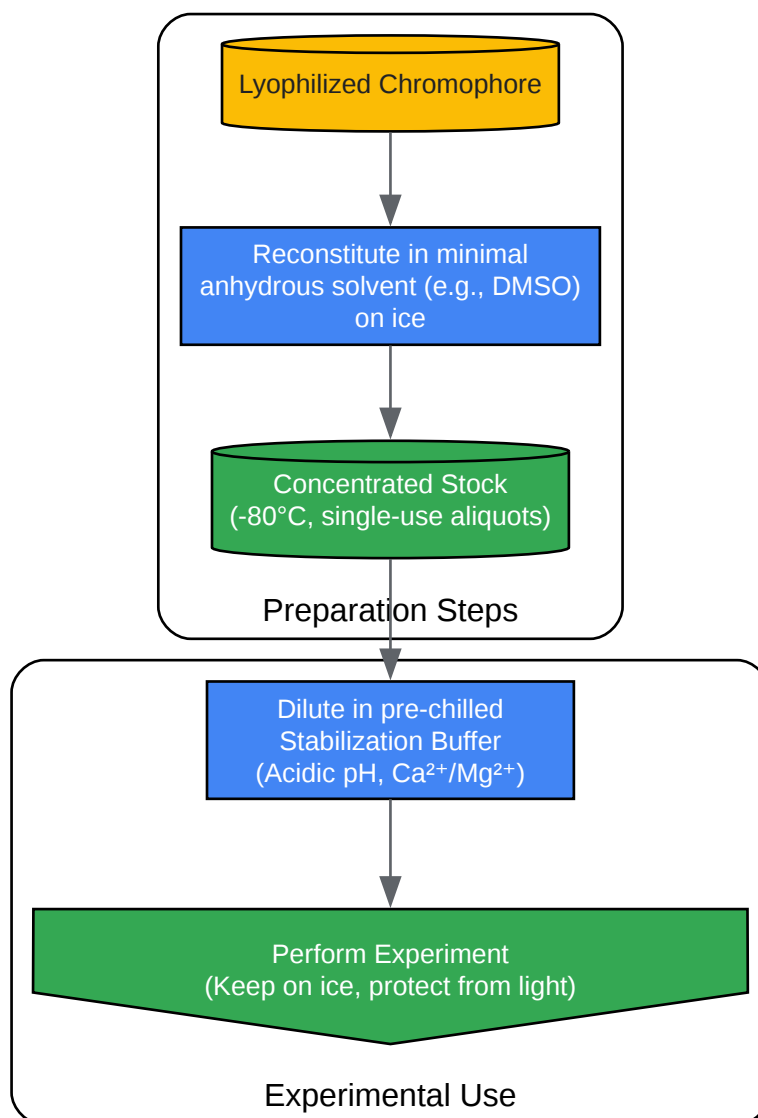 Lyophilized Chromophore
Reconstitute in minimal
anhydrous solvent (e.g., DMSO)
on ice
Concentrated Stock
(-80°C, single-use aliquots)
Preparation Steps
Dilute in pre-chilled
Stabilization Buffer
(Acidic pH, Ca²⁺/Mg²⁺)
Perform Experiment
(Keep on ice, protect from light)
Experimental Use